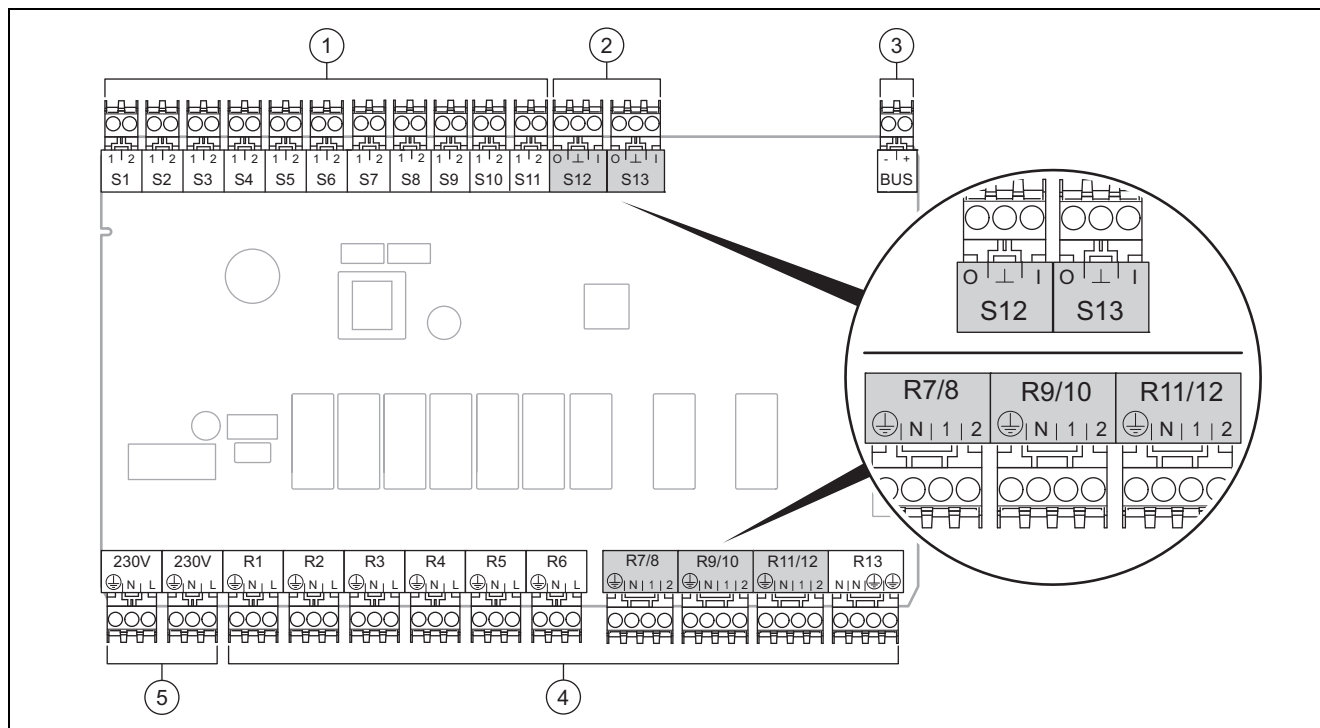 1 2 3
1 2 1 2 1 2 1 2 1 2 1 2 1 2 1 2 1 2 1 2 1 2 O ⊥ I O ⊥ I - +
S1 S2 S3 S4 S5 S6 S7 S8 S9 S10 S11 S12 S13 BUS
O ⊥ I O ⊥ I
S12 S13
R7/8 R9/10 R11/12
N 1 2 N 1 2 N 1 2
230V 230V R1 R2 R3 R4 R5 R6 R7/8 R9/10 R11/12 R13
N L N L N L N L N L N L N L N L N 1 2 N 1 2 N 1 2 N N
5 4